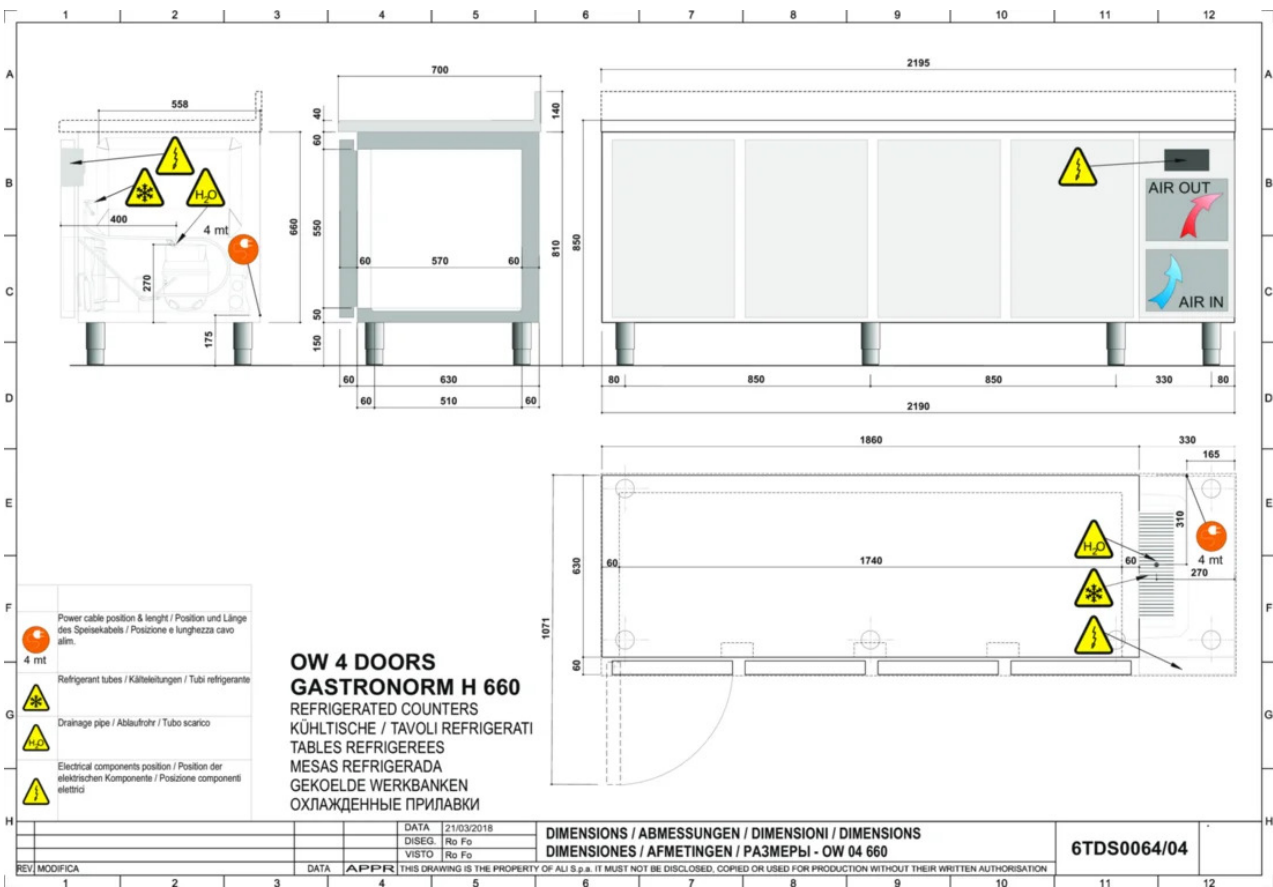 1 2 3 4 5 6 7 8 9 10 11 12
A
B
C
D
E
F
G
H
A
B
C
D
E
F
G
H
558
400
4 mt
270
175
660
H2O
700
140
40
60
550
50
150
810
850
60 570 60
60 630
60 510 60
2195
AIR OUT
AIR IN
80 850 850 330 80
2190
1860 330
165
310
630
60 1740 60
270
1071
60
H2O
4 mt
Power cable position & lenght / Position und Länge
des Speisekabels / Posizione e lunghezza cavo
alim.
4 mt
Refrigerant tubes / Kälteleitungen / Tubi refrigerante
Drainage pipe / Ablaufrohr / Tubo scarico
H2O
Electrical components position / Position der
elektrischen Komponente / Posizione componenti
elettrici
OW 4 DOORS
GASTRONORM H 660
REFRIGERATED COUNTERS
KÜHLTISCHE / TAVOLI REFRIGERATI
TABLES REFRIGEREES
MESAS REFRIGERADA
GEKOELDE WERKBANKEN
ОХЛАЖДЕННЫЕ ПРИЛАВКИ
DATA 21/03/2018
DISEG. Ro Fo
VISTO Ro Fo
DIMENSIONS / ABMESSUNGEN / DIMENSIONI / DIMENSIONS
DIMENSIONES / AFMETINGEN / РАЗМЕРЫ - OW 04 660
6TDS0064/04
REV. MODIFICA DATA APPR. THIS DRAWING IS THE PROPERTY OF ALI S.p.a. IT MUST NOT BE DISCLOSED, COPIED OR USED FOR PRODUCTION WITHOUT THEIR WRITTEN AUTHORISATION
1 2 3 4 5 6 7 8 9 10 11 12